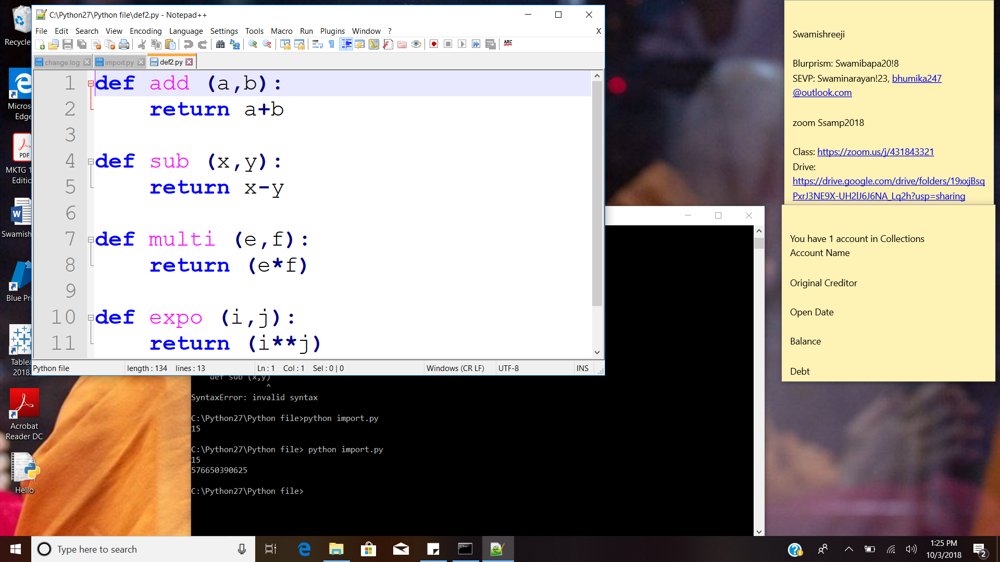 C:\Python27\Python file\def2.py - Notepad++
File Edit Search View Encoding Language Settings Tools Macro Run Plugins Window ? X
ABC
change.log import.py def2.py
1 def add (a,b):
2     return a+b
3
4 def sub (x,y):
5     return x-y
6
7 def multi (e,f):
8     return (e*f)
9
10 def expo (i,j):
11     return (i**j)
Python file length : 134 lines : 13 Ln : 1 Col : 1 Sel : 0 | 0 Windows (CR LF) UTF-8 INS
def sub (x,y)
^
SyntaxError: invalid syntax
C:\Python27\Python file>python import.py
15
C:\Python27\Python file> python import.py
15
576650390625
C:\Python27\Python file>
Swamishreeji
Blurprism: Swamibapa20!8
SEVP: Swaminarayan!23, bhumika247
@outlook.com
zoom Ssamp2018
Class: https://zoom.us/j/431843321
Drive:
https://drive.google.com/drive/folders/19xxjBsq
PxrJ3NE9X-UH2lJ6J6NA_Lq2h?usp=sharing
You have 1 account in Collections
Account Name
Original Creditor
Open Date
Balance
Debt
Recycle
Micros
Edge
PDF
MKTG 1
Editio
W
Swamish
Blue Pri
Tablea
2018.
Acrobat
Reader DC
Hello
Type here to search
1:25 PM
10/3/2018
2